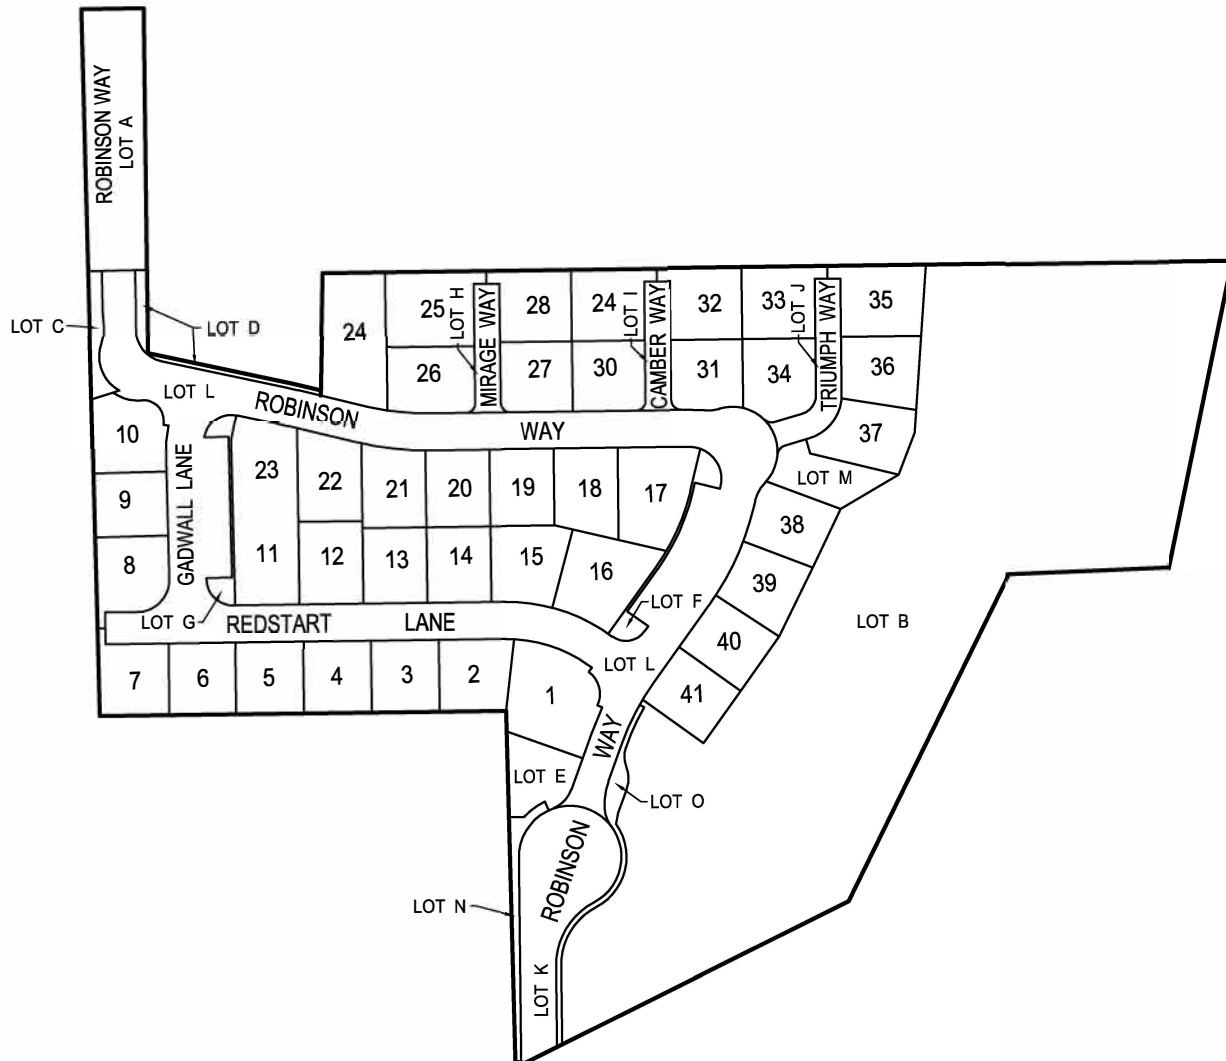 ROBINSON WAY
LOT A
LOT C
LOT D
24
25
LOT H
MIRAGE WAY
28
24
LOT I
CAMBER WAY
32
33
LOT J
TRIUMPH WAY
35
26
27
30
31
34
36
LOT L
ROBINSON
WAY
37
10
GADWALL LANE
23
22
21
20
19
18
17
LOT M
9
38
8
11
12
13
14
15
16
39
LOT G
REDSTART
LANE
LOT F
40
LOT B
7
6
5
4
3
2
1
LOT L
41
WAY
LOT E
LOT O
ROBINSON
LOT N
LOT K